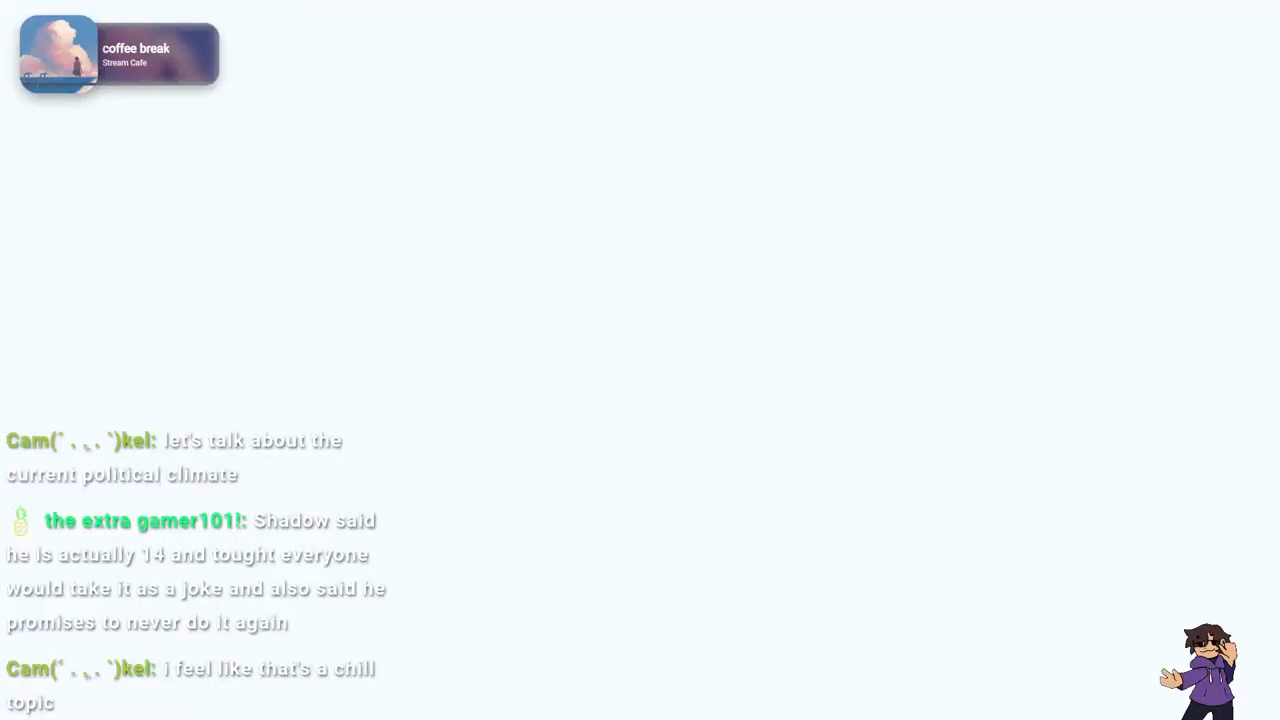 coffee break
Stream Cafe
Cam(´ . .̫ . `)kel: let's talk about the
current political climate
the extra gamer101!: Shadow said
he is actually 14 and tought everyone
would take it as a joke and also said he
promises to never do it again
Cam(´ . .̫ . `)kel: i feel like that's a chill
topic